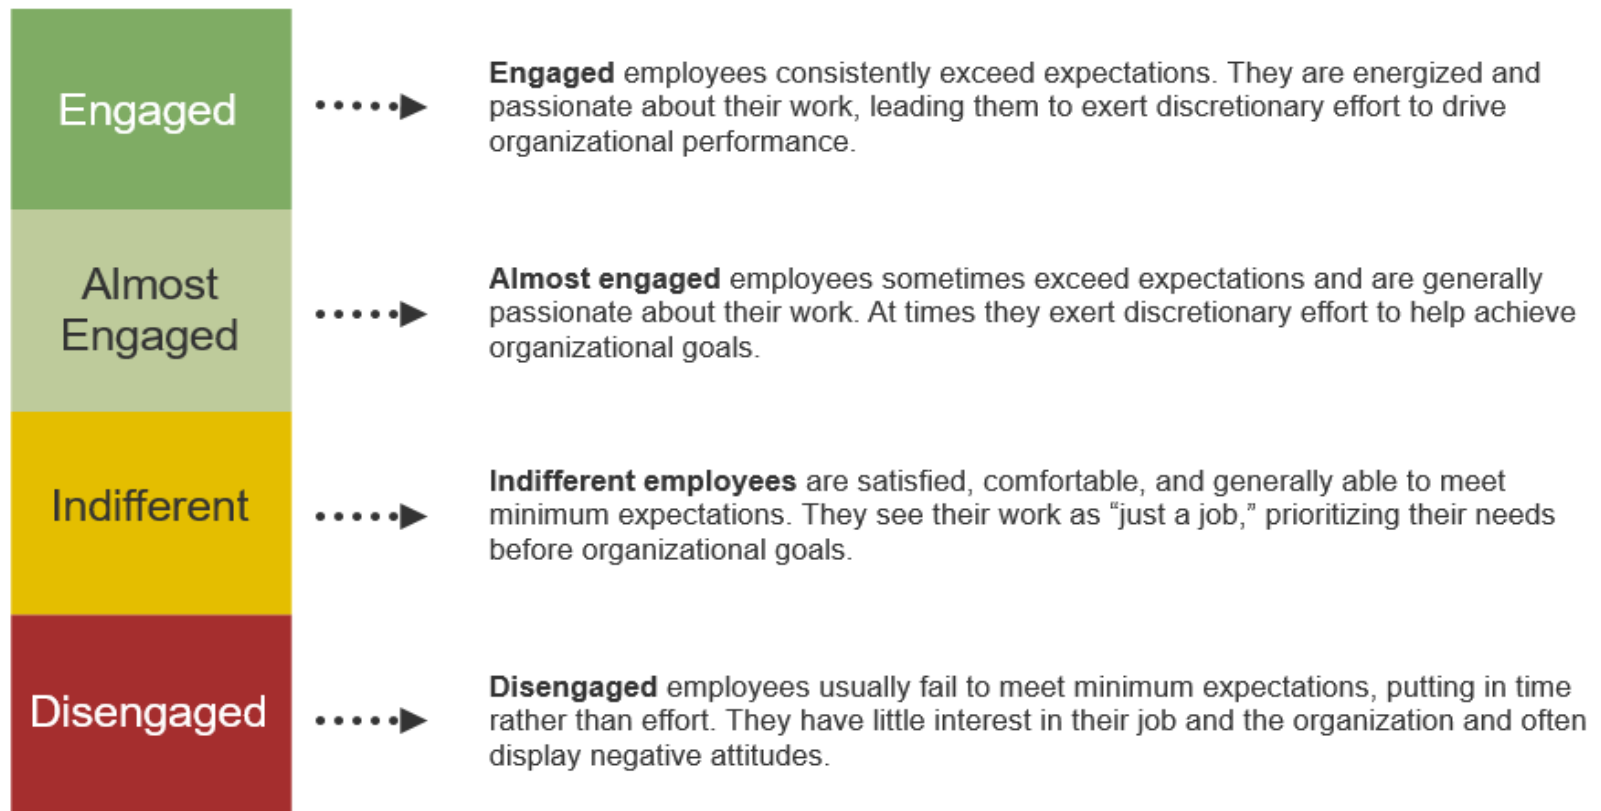 Engaged
Engaged employees consistently exceed expectations. They are energized and
passionate about their work, leading them to exert discretionary effort to drive
organizational performance.
Almost
Engaged
Almost engaged employees sometimes exceed expectations and are generally
passionate about their work. At times they exert discretionary effort to help achieve
organizational goals.
Indifferent
Indifferent employees are satisfied, comfortable, and generally able to meet
minimum expectations. They see their work as “just a job,” prioritizing their needs
before organizational goals.
Disengaged
Disengaged employees usually fail to meet minimum expectations, putting in time
rather than effort. They have little interest in their job and the organization and often
display negative attitudes.